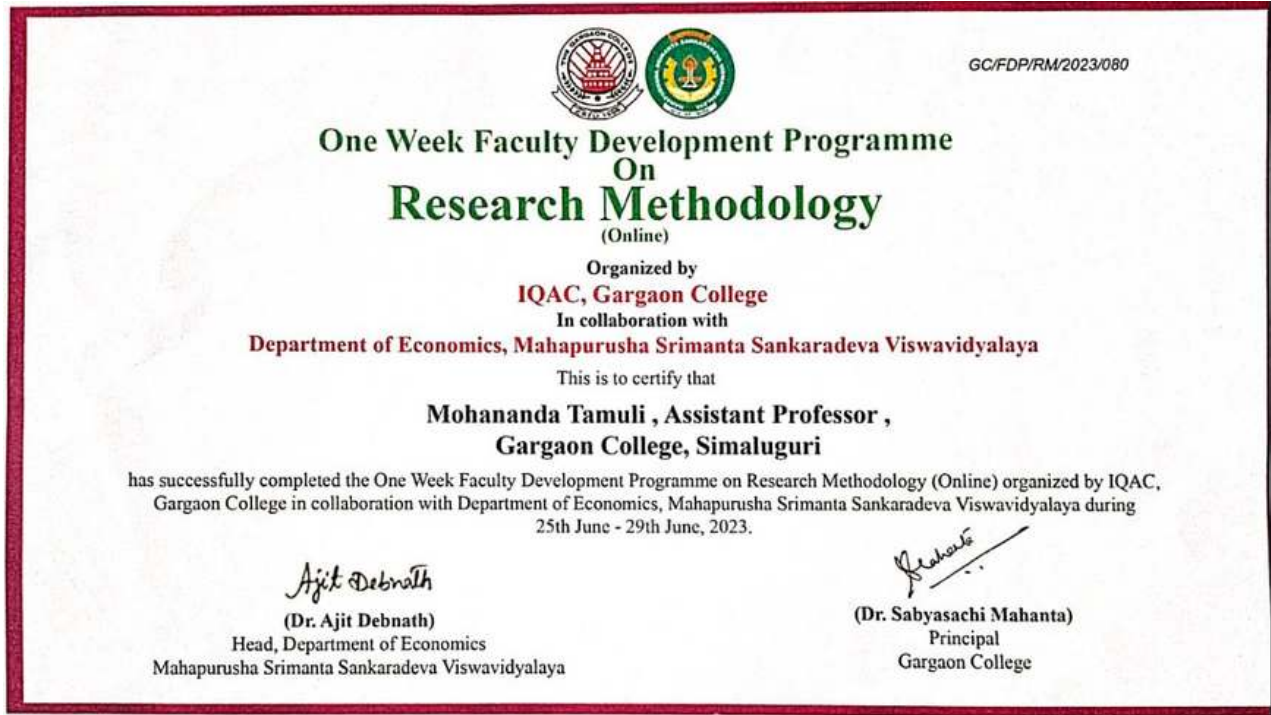 GC/FDP/RM/2023/080
One Week Faculty Development Programme
On
Research Methodology
(Online)
Organized by
IQAC, Gargaon College
In collaboration with
Department of Economics, Mahapurusha Srimanta Sankaradeva Viswavidyalaya
This is to certify that
Mohananda Tamuli , Assistant Professor ,
Gargaon College, Simaluguri
has successfully completed the One Week Faculty Development Programme on Research Methodology (Online) organized by IQAC,
Gargaon College in collaboration with Department of Economics, Mahapurusha Srimanta Sankaradeva Viswavidyalaya during
25th June - 29th June, 2023.
Ajit Debnath
(Dr. Ajit Debnath)
Head, Department of Economics
Mahapurusha Srimanta Sankaradeva Viswavidyalaya
(Dr. Sabyasachi Mahanta)
Principal
Gargaon College